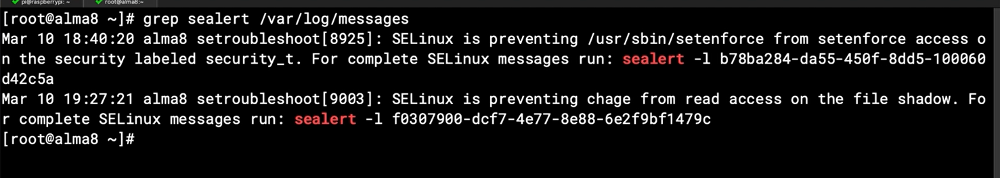 pi@raspberrypi: ~ root@alma8:~
[root@alma8 ~]# grep sealert /var/log/messages
Mar 10 18:40:20 alma8 setroubleshoot[8925]: SELinux is preventing /usr/sbin/setenforce from setenforce access o
n the security labeled security_t. For complete SELinux messages run: sealert -l b78ba284-da55-450f-8dd5-100060
d42c5a
Mar 10 19:27:21 alma8 setroubleshoot[9003]: SELinux is preventing chage from read access on the file shadow. Fo
r complete SELinux messages run: sealert -l f0307900-dcf7-4e77-8e88-6e2f9bf1479c
[root@alma8 ~]#